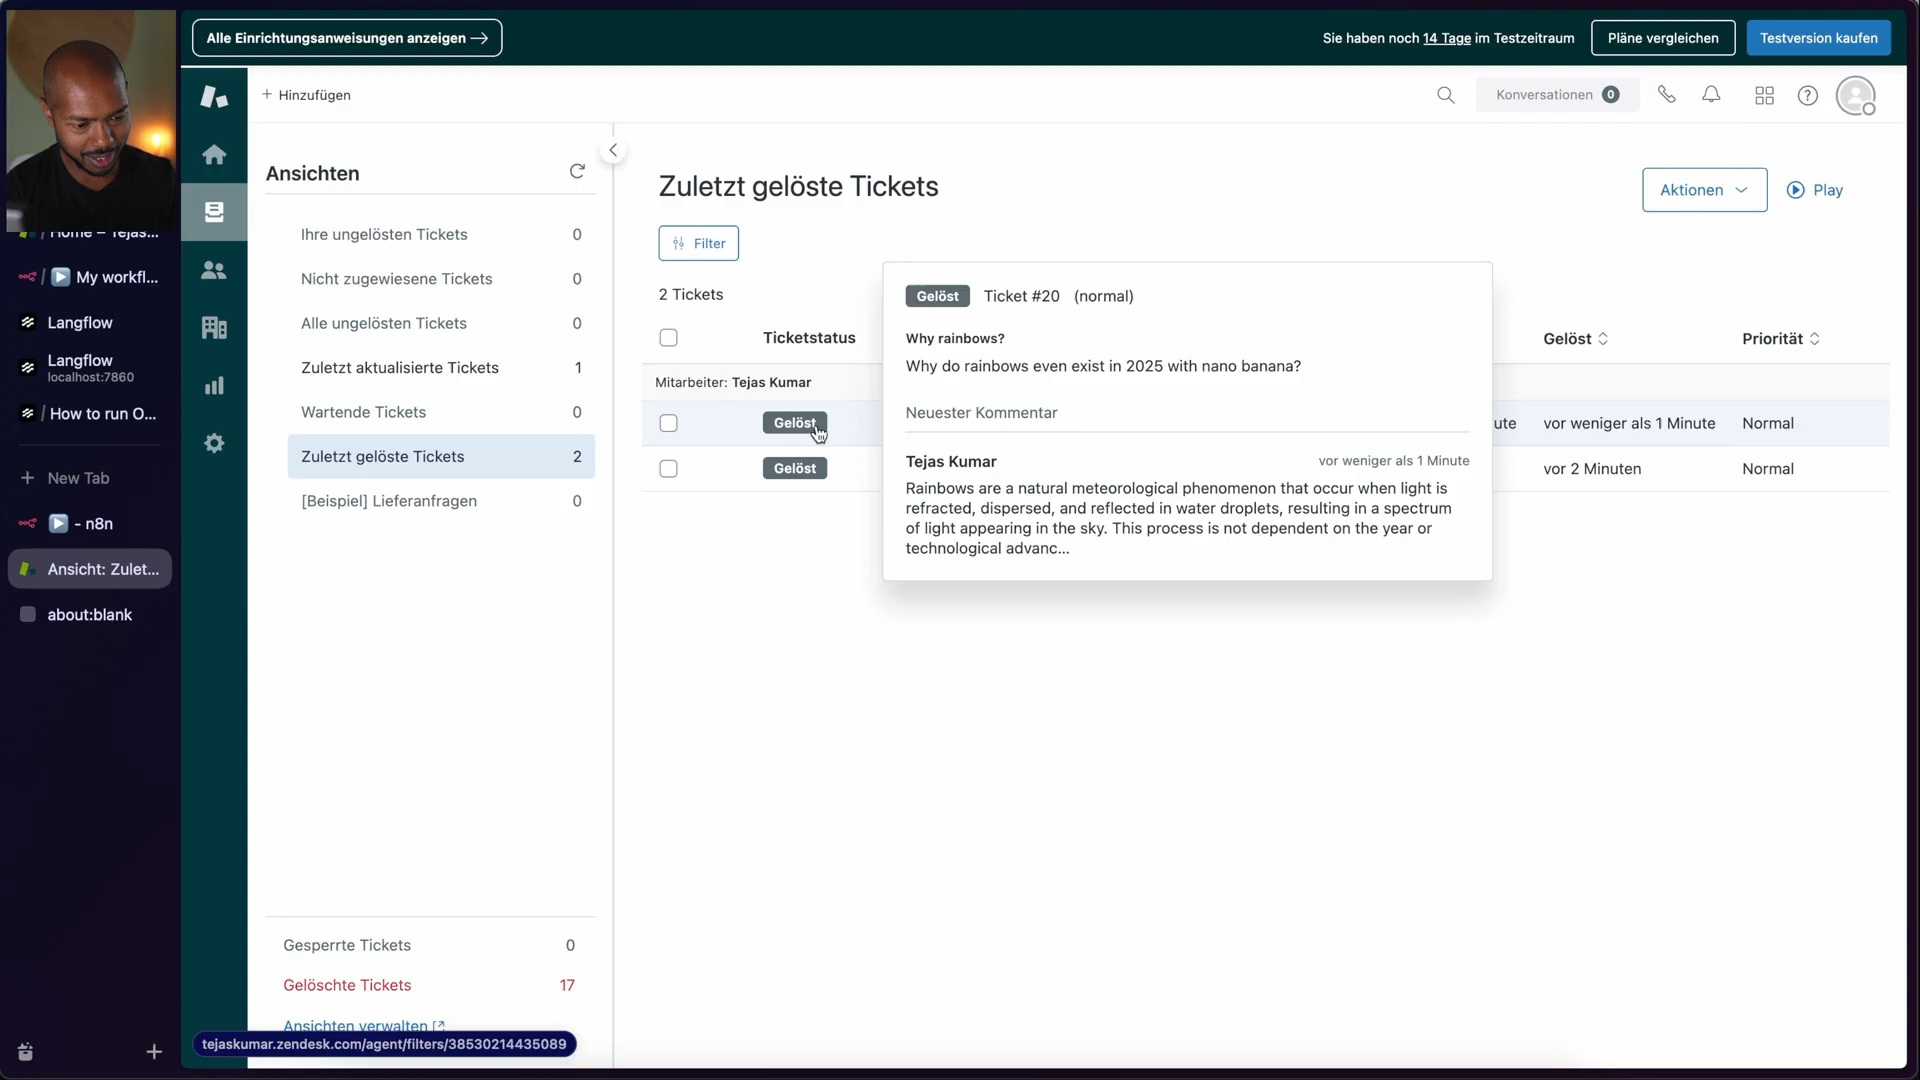 Alle Einrichtungsanweisungen anzeigen →
Sie haben noch 14 Tage im Testzeitraum
Pläne vergleichen
Testversion kaufen
+ Hinzufügen
Konversationen 0
Home – Tejas...
/ My workfl...
Langflow
Langflow
localhost:7860
/ How to run O...
+ New Tab
- n8n
Ansicht: Zulet...
about:blank
Ansichten
Ihre ungelösten Tickets 0
Nicht zugewiesene Tickets 0
Alle ungelösten Tickets 0
Zuletzt aktualisierte Tickets 1
Wartende Tickets 0
Zuletzt gelöste Tickets 2
[Beispiel] Lieferanfragen 0
Gesperrte Tickets 0
Gelöschte Tickets 17
Ansichten verwalten
tejaskumar.zendesk.com/agent/filters/38530214435089
Zuletzt gelöste Tickets
Aktionen
Play
Filter
2 Tickets
Ticketstatus
Gelöst
Priorität
Mitarbeiter: Tejas Kumar
Gelöst
ute
vor weniger als 1 Minute
Normal
Gelöst
vor 2 Minuten
Normal
Gelöst Ticket #20 (normal)
Why rainbows?
Why do rainbows even exist in 2025 with nano banana?
Neuester Kommentar
Tejas Kumar
vor weniger als 1 Minute
Rainbows are a natural meteorological phenomenon that occur when light is
refracted, dispersed, and reflected in water droplets, resulting in a spectrum
of light appearing in the sky. This process is not dependent on the year or
technological advanc...